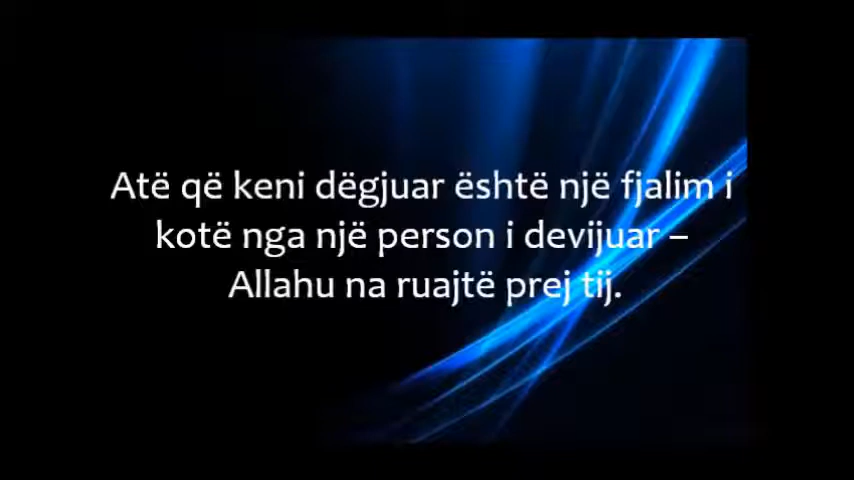 Atë që keni dëgjuar është një fjalim i
kotë nga një person i devijuar –
Allahu na ruajtë prej tij.